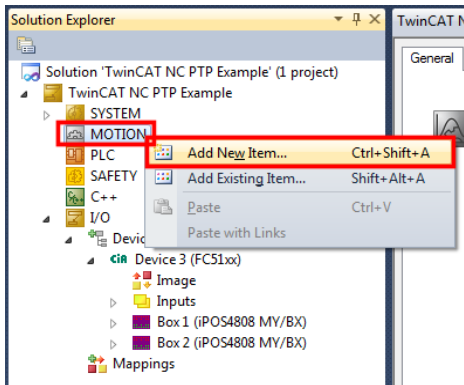 Solution Explorer
TwinCAT N
General
Solution 'TwinCAT NC PTP Example' (1 project)
TwinCAT NC PTP Example
SYSTEM
MOTION
Add New Item... Ctrl+Shift+A
PLC
SAFETY
Add Existing Item... Shift+Alt+A
C++
Paste Ctrl+V
I/O
Paste with Links
Devic
CiA Device 3 (FC51xx)
Image
Inputs
Box 1 (iPOS4808 MY/BX)
Box 2 (iPOS4808 MY/BX)
Mappings